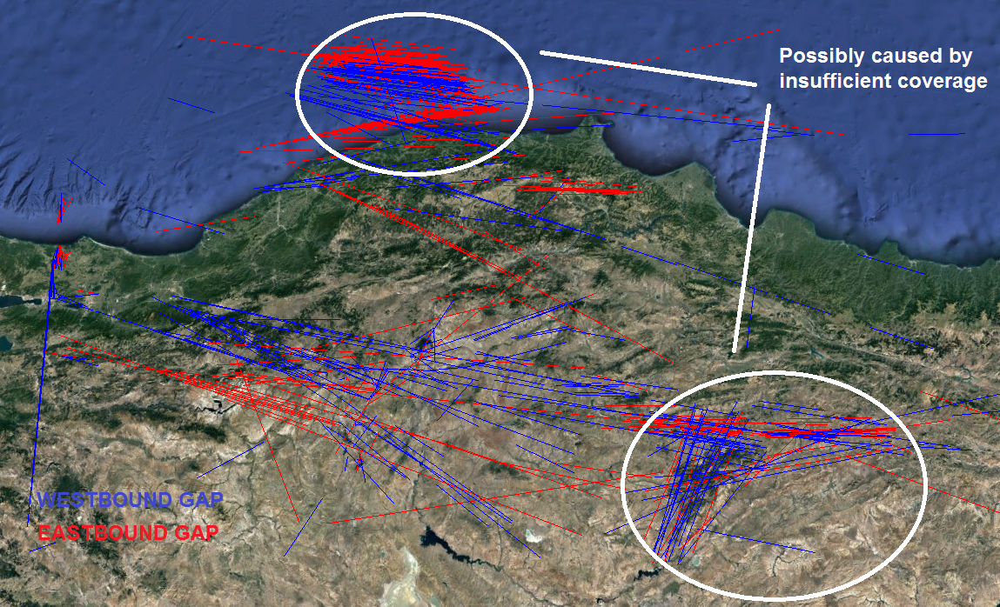 Possibly caused by
insufficient coverage
WESTBOUND GAP
EASTBOUND GAP